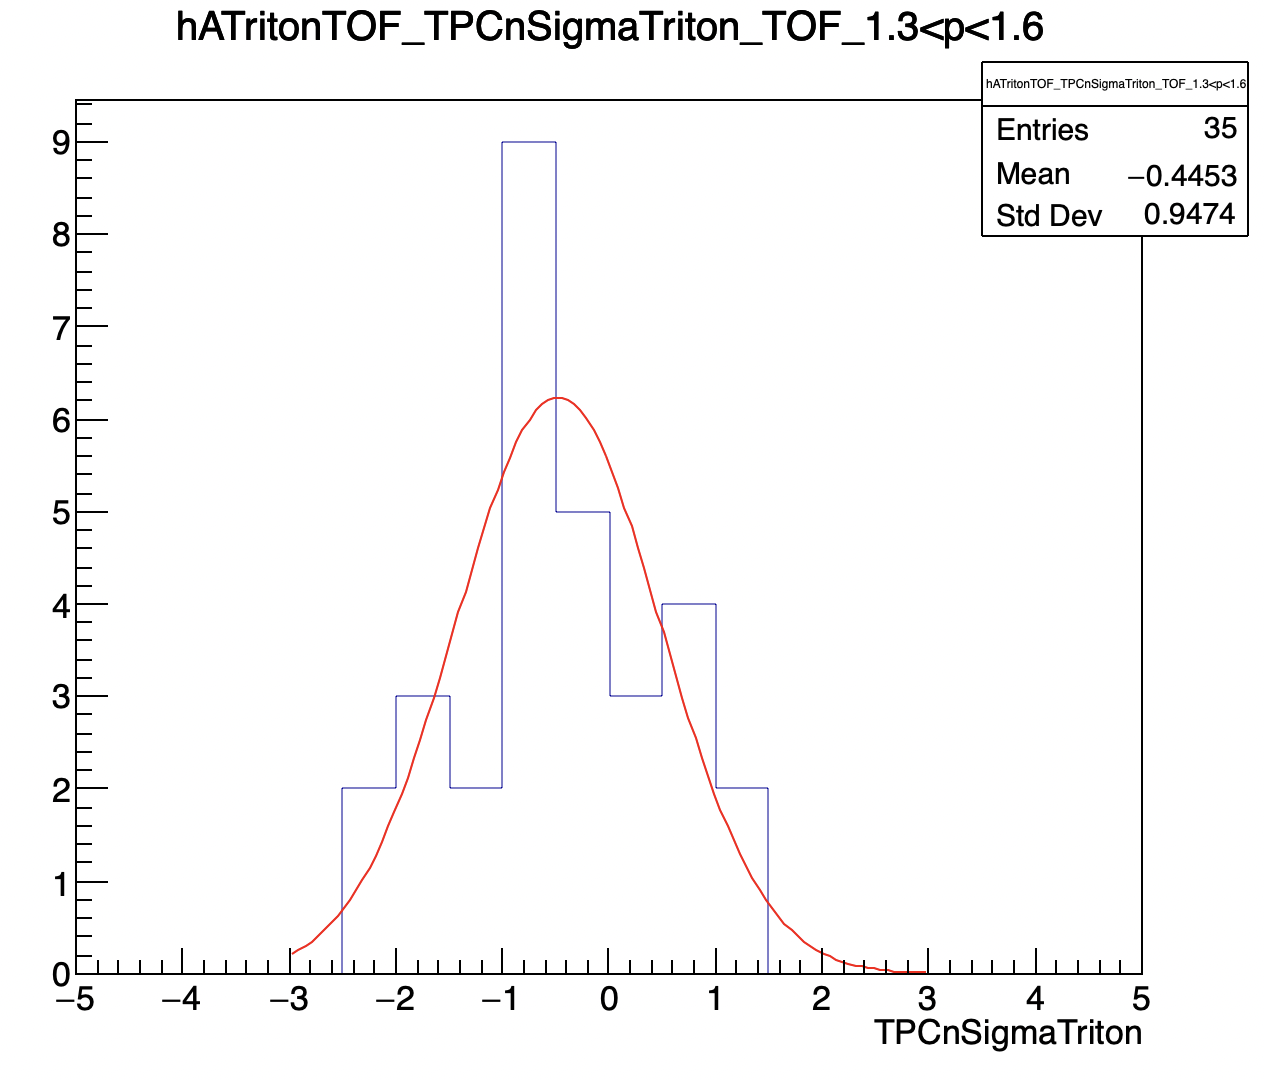 hATritonTOF_TPCnSigmaTriton_TOF_1.3<p<1.6
hATritonTOF_TPCnSigmaTriton_TOF_1.3<p<1.6
Entries 35
Mean −0.4453
Std Dev 0.9474
9
8
7
6
5
4
3
2
1
0
−5 −4 −3 −2 −1 0 1 2 3 4 5
TPCnSigmaTriton